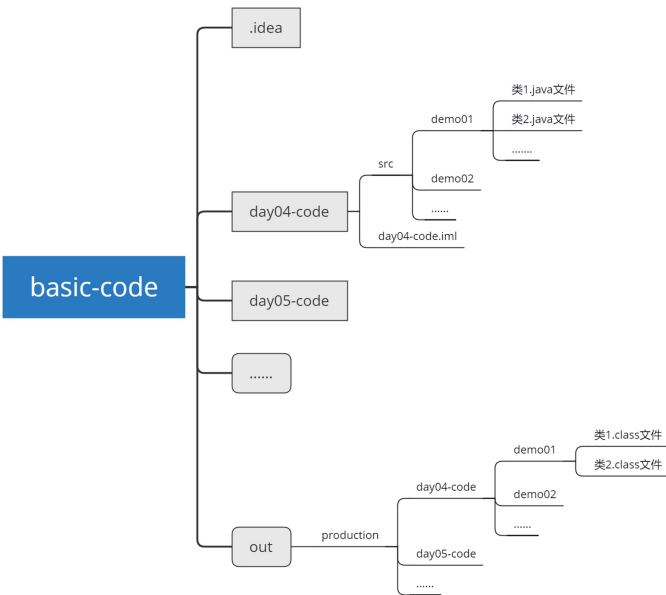 .idea
类1.java文件
demo01
类2.java文件
.......
src
demo02
......
day04-code
day04-code.iml
basic-code
day05-code
......
类1.class文件
demo01
类2.class文件
day04-code
demo02
......
out
production
day05-code
......